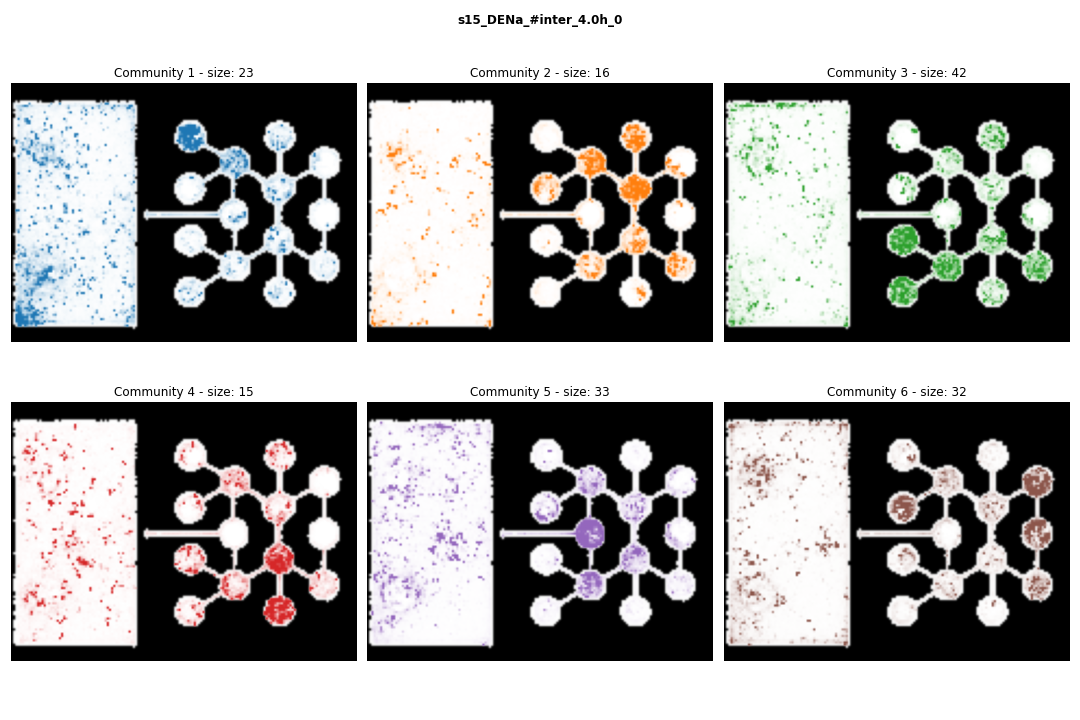 s15_DENa_#inter_4.0h_0
Community 1 - size: 23
Community 2 - size: 16
Community 3 - size: 42
Community 4 - size: 15
Community 5 - size: 33
Community 6 - size: 32